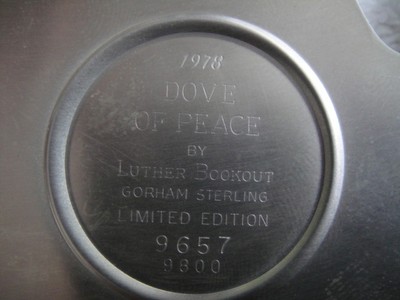 1978
DOVE
OF PEACE
BY
LUTHER BOOKOUT
GORHAM STERLING
LIMITED EDITION
9657
9800